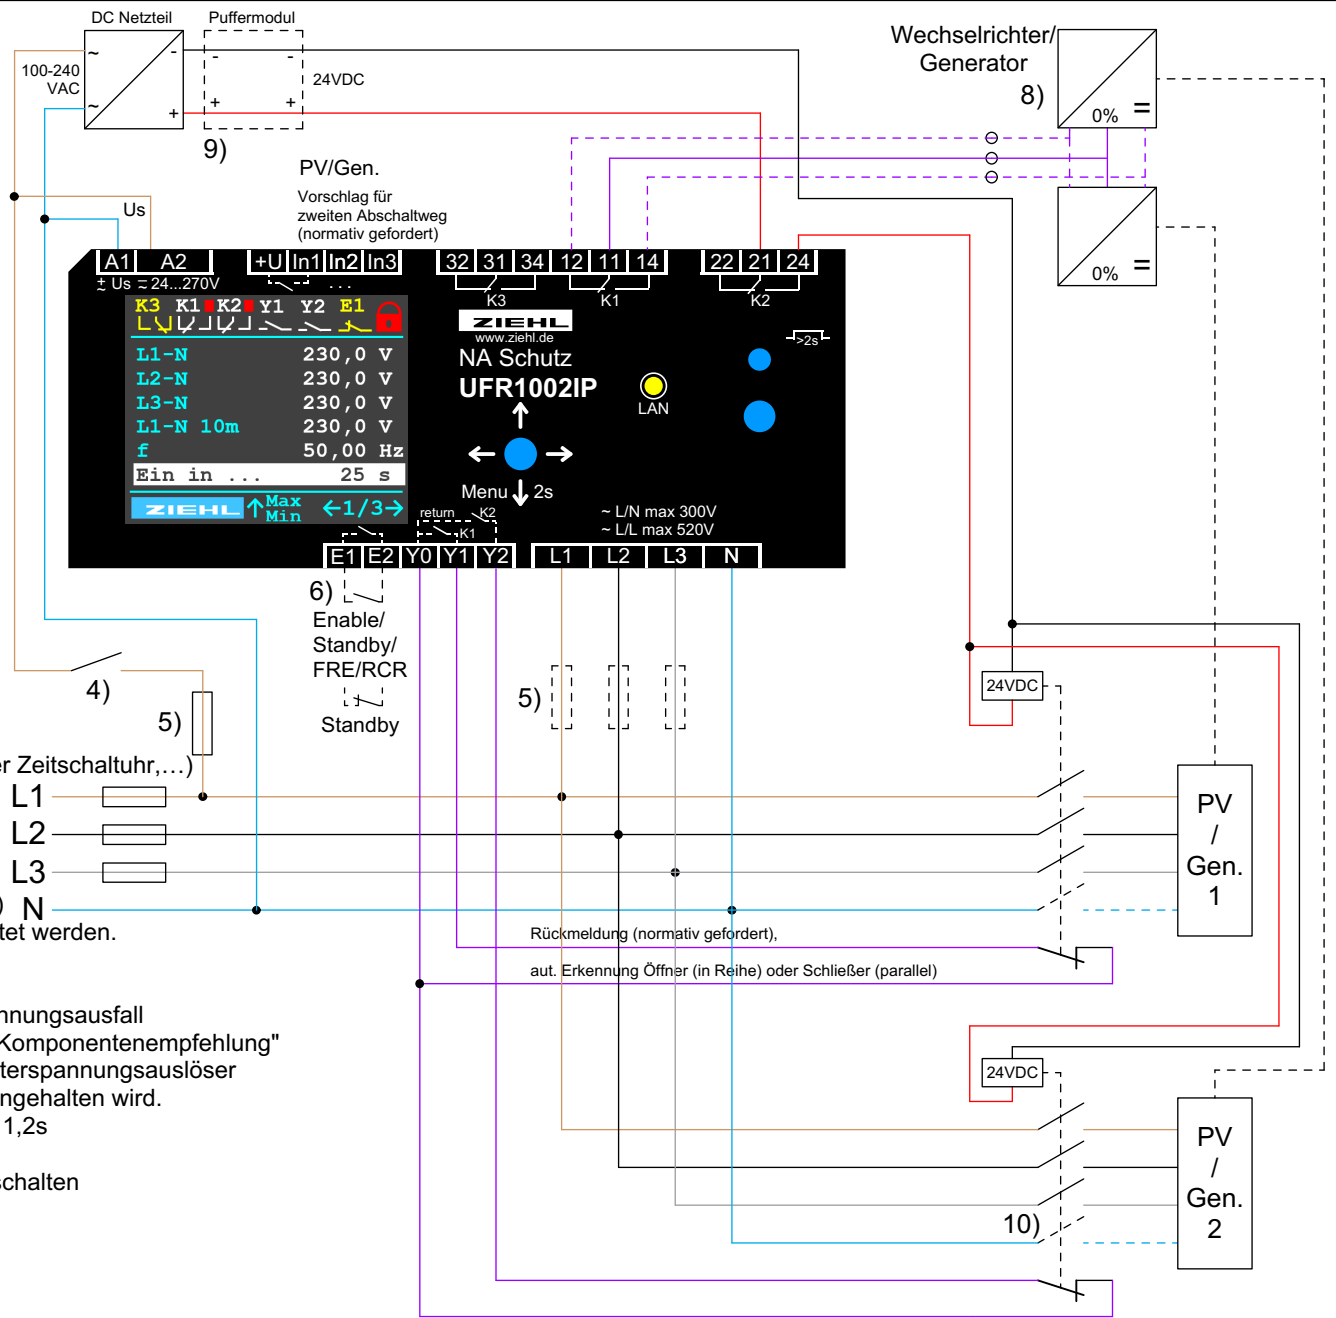 DC Netzteil
Puffermodul
100-240
VAC
~
~
-
+
-
-
+
+
24VDC
9)
Wechselrichter/
Generator
8)
0%
=
0%
=
PV/Gen.
Vorschlag für
zweiten Abschaltweg
(normativ gefordert)
Us
A1 A2 +U In1 In2 In3 32 31 34 12 11 14 22 21 24
Us = 24...270V
...
K3 K1 K2
K3 K1 K2 Y1 Y2 E1
L1-N 230,0 V
L2-N 230,0 V
L3-N 230,0 V
L1-N 10m 230,0 V
f 50,00 Hz
Ein in ... 25 s
ZIEHL ↑Max Min ←1/3→
ZIEHL
www.ziehl.de
NA Schutz
UFR1002IP
LAN
>2s
Menu 2s
return K2
K1
~ L/N max 300V
~ L/L max 520V
E1 E2 Y0 Y1 Y2 L1 L2 L3 N
6)
Enable/
Standby/
FRE/RCR
Standby
4)
5)
5)
24VDC
er Zeitschaltuhr,...)
L1
L2
L3
) N
tet werden.
PV
/
Gen.
1
Rückmeldung (normativ gefordert),
aut. Erkennung Öffner (in Reihe) oder Schließer (parallel)
nnungsausfall
Komponentenempfehlung"
terspannungsauslöser
ngehalten wird.
1,2s
chalten
24VDC
10)
PV
/
Gen.
2